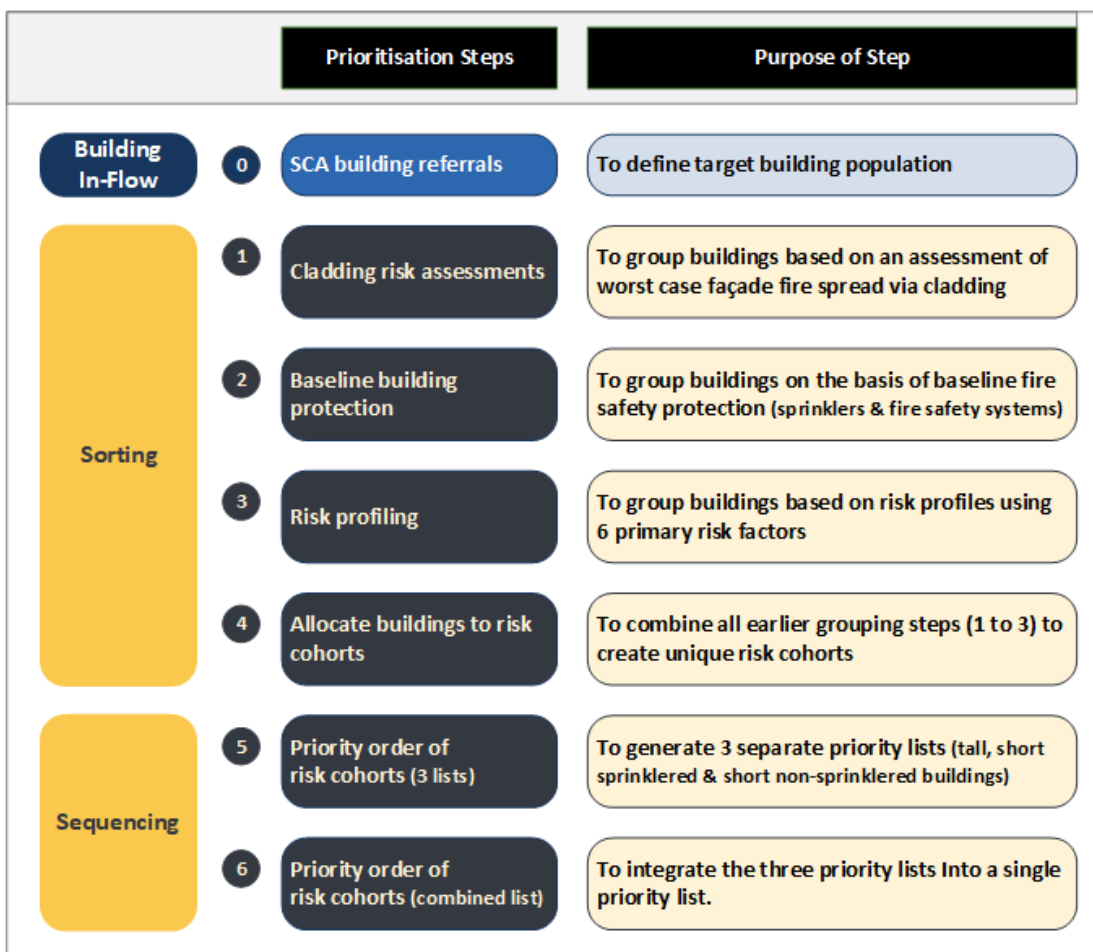 Prioritisation Steps
Purpose of Step
Building
In-Flow
0
SCA building referrals
To define target building population
Sorting
1
Cladding risk assessments
To group buildings based on an assessment of
worst case façade fire spread via cladding
2
Baseline building
protection
To group buildings on the basis of baseline fire
safety protection (sprinklers & fire safety systems)
3
Risk profiling
To group buildings based on risk profiles using
6 primary risk factors
4
Allocate buildings to risk
cohorts
To combine all earlier grouping steps (1 to 3) to
create unique risk cohorts
Sequencing
5
Priority order of
risk cohorts (3 lists)
To generate 3 separate priority lists (tall, short
sprinklered & short non-sprinklered buildings)
6
Priority order of
risk cohorts (combined list)
To integrate the three priority lists Into a single
priority list.